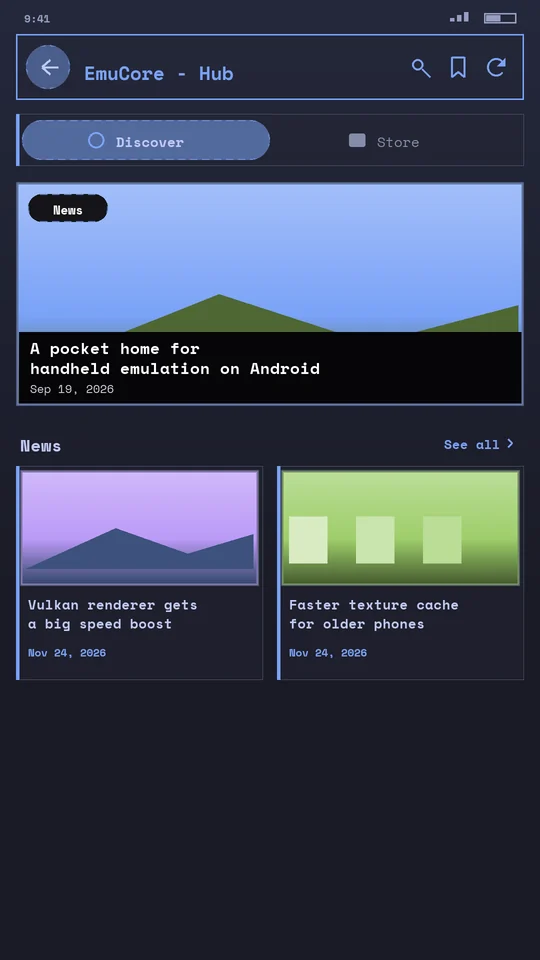 9:41
EmuCore - Hub
Discover
Store
News
A pocket home for
handheld emulation on Android
Sep 19, 2026
News
See all
Vulkan renderer gets
a big speed boost
Nov 24, 2026
Faster texture cache
for older phones
Nov 24, 2026